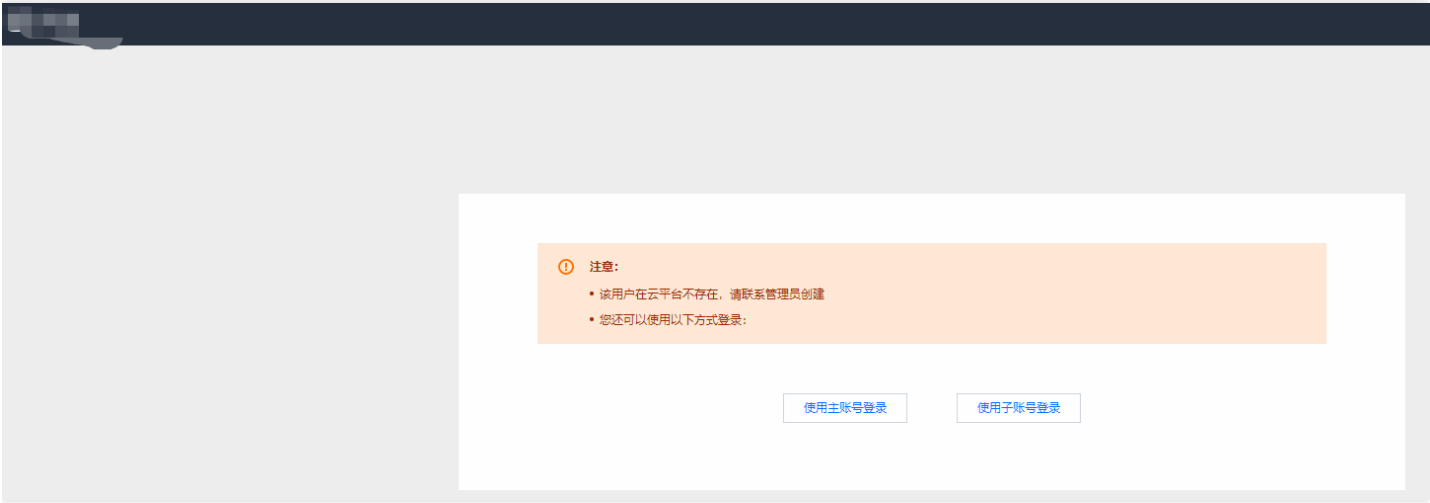 注意：
• 该用户在云平台不存在，请联系管理员创建
• 您还可以使用以下方式登录：
使用主账号登录
使用子账号登录